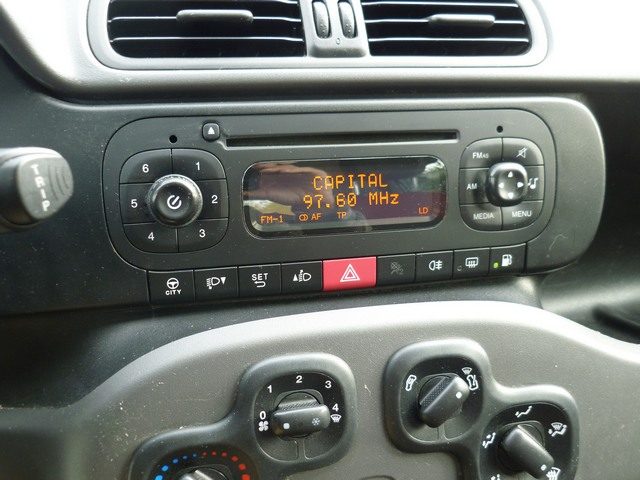 6 1
5 2
4 3
CAPITAL
97.60 MHz
FM-1 AF TP LD
FM AS
AM
MEDIA MENU
TRIP
CITY
SET
1 2 3
0 4